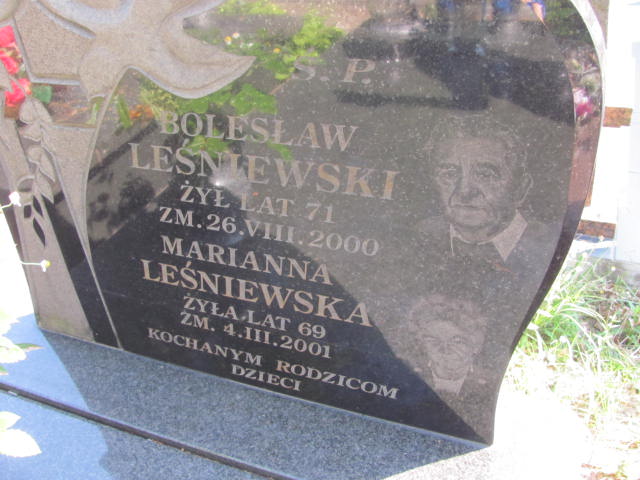 Ś. P.
BOLESŁAW
LEŚNIEWSKI
ŻYŁ LAT 71
ZM. 26.VIII.2000
MARIANNA
LEŚNIEWSKA
ŻYŁA LAT 69
ZM. 4.III.2001
KOCHANYM RODZICOM
DZIECI